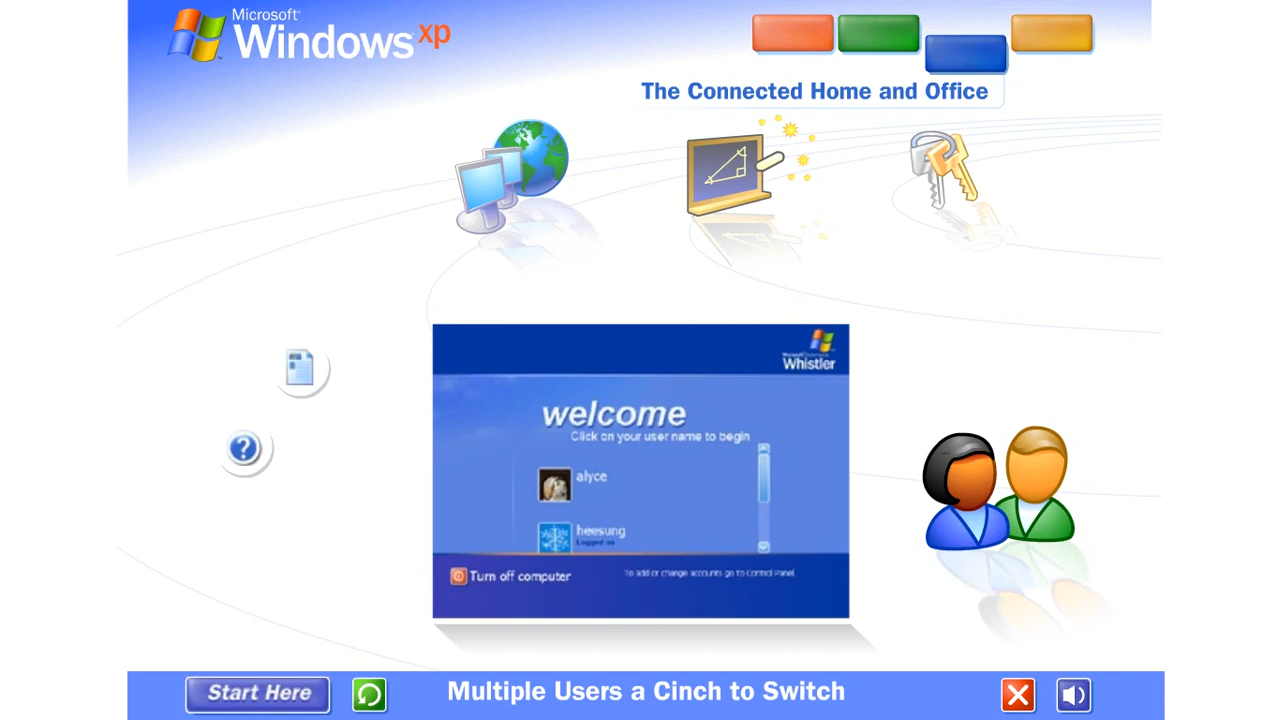 Microsoft®
Windows xp
The Connected Home and Office
Whistler
welcome
Click on your user name to begin
alyce
heesung
Logged on
Turn off computer
To add or change accounts go to Control Panel.
Start Here
Multiple Users a Cinch to Switch